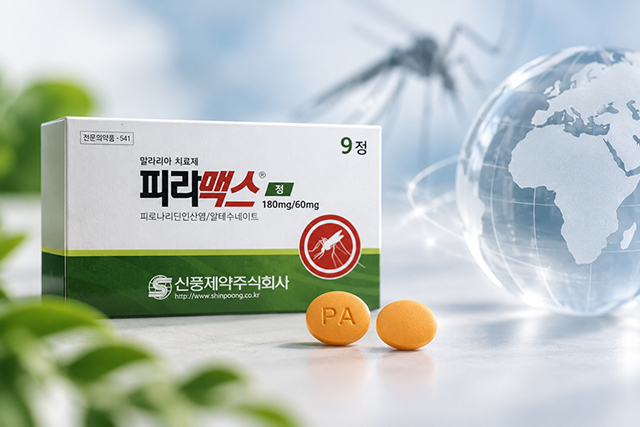 전문의약품 - 541
9정
말라리아 치료제
피라맥스® 정
180mg/60mg
피로나리딘인산염/알테수네이트
신풍제약주식회사
http://www.shinpoong.co.kr
PA